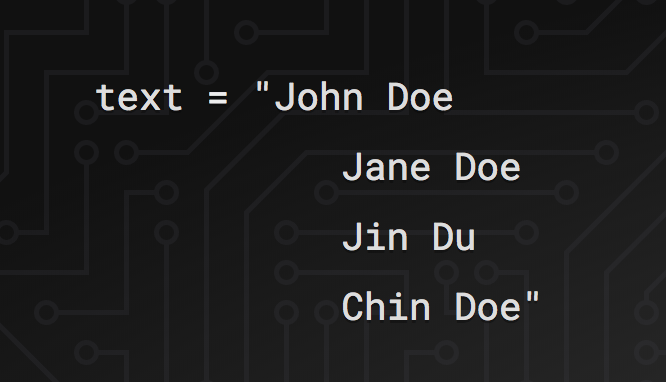 text = "John Doe
Jane Doe
Jin Du
Chin Doe"